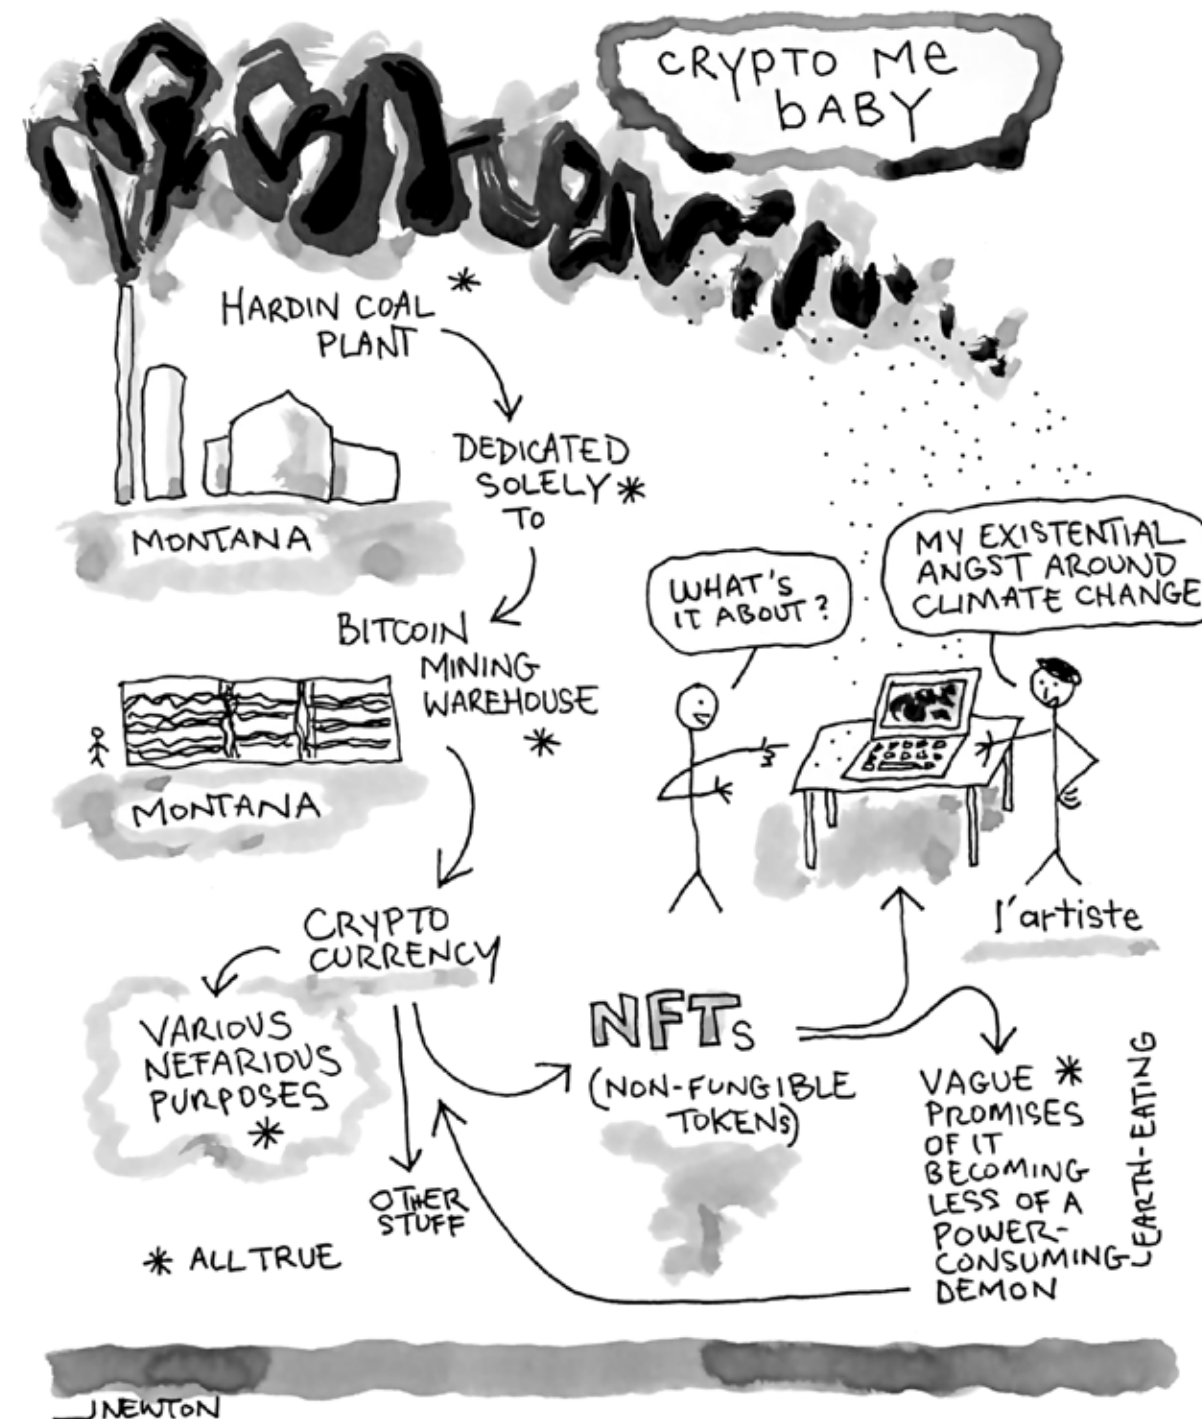 CRYPTO ME
BABY
HARDIN COAL *
PLANT
DEDICATED
SOLELY *
TO
MONTANA
BITCOIN
MINING
WAREHOUSE
*
MONTANA
WHAT'S
IT ABOUT?
MY EXISTENTIAL
ANGST AROUND
CLIMATE CHANGE
l'artiste
CRYPTO
CURRENCY
VARIOUS
NEFARIOUS
PURPOSES
*
OTHER
STUFF
NFTs
(NON-FUNGIBLE
TOKENS)
VAGUE *
PROMISES
OF IT
BECOMING
LESS OF A
POWER-
CONSUMING
DEMON
EARTH-EATING
* ALL TRUE
J NEWTON